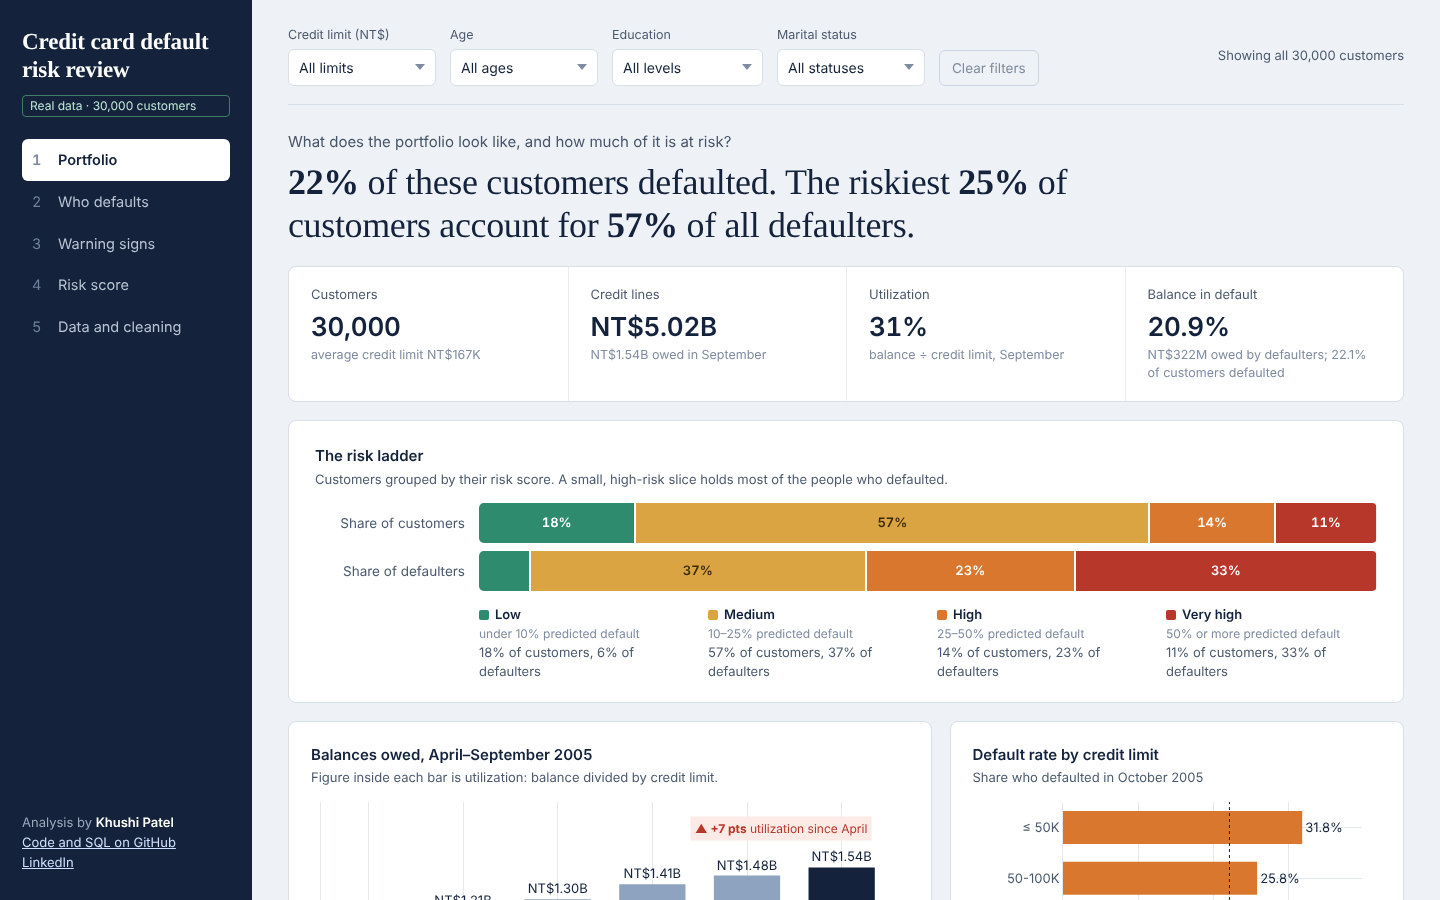 Credit card default
risk review
Real data · 30,000 customers
1 Portfolio
2 Who defaults
3 Warning signs
4 Risk score
5 Data and cleaning
Analysis by Khushi Patel
Code and SQL on GitHub
LinkedIn
Credit limit (NT$) Age Education Marital status
All limits All ages All levels All statuses Clear filters
Showing all 30,000 customers
What does the portfolio look like, and how much of it is at risk?
22% of these customers defaulted. The riskiest 25% of
customers account for 57% of all defaulters.
Customers
30,000
average credit limit NT$167K
Credit lines
NT$5.02B
NT$1.54B owed in September
Utilization
31%
balance ÷ credit limit, September
Balance in default
20.9%
NT$322M owed by defaulters; 22.1%
of customers defaulted
The risk ladder
Customers grouped by their risk score. A small, high-risk slice holds most of the people who defaulted.
Share of customers 18% 57% 14% 11%
Share of defaulters 37% 23% 33%
Low
under 10% predicted default
18% of customers, 6% of
defaulters
Medium
10–25% predicted default
57% of customers, 37% of
defaulters
High
25–50% predicted default
14% of customers, 23% of
defaulters
Very high
50% or more predicted default
11% of customers, 33% of
defaulters
Balances owed, April–September 2005
Figure inside each bar is utilization: balance divided by credit limit.
▲ +7 pts utilization since April
NT$1.21B
NT$1.30B
NT$1.41B
NT$1.48B
NT$1.54B
Default rate by credit limit
Share who defaulted in October 2005
≤ 50K 31.8%
50-100K 25.8%